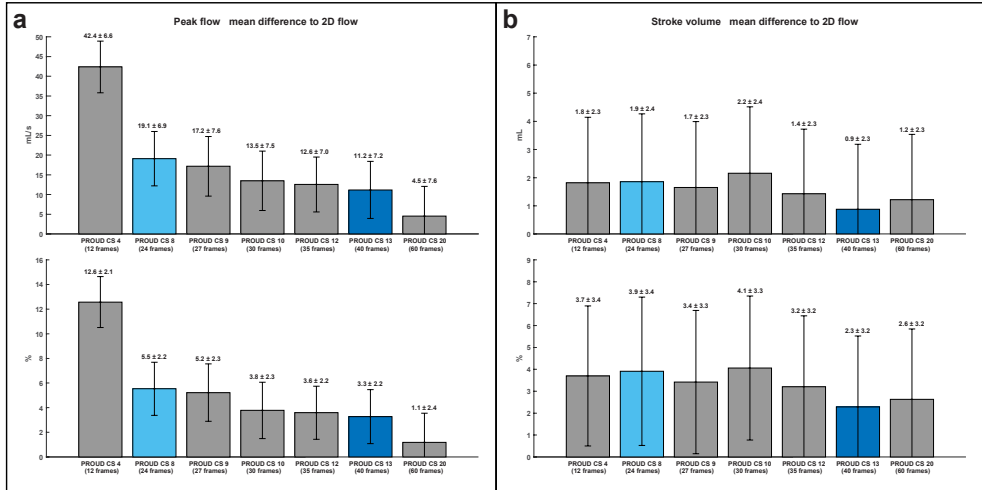 a
Peak flow mean difference to 2D flow
50
45
40
35
30
25
20
15
10
5
0
mL/s
42.4 ± 6.6
19.1 ± 6.9
17.2 ± 7.6
13.5 ± 7.5
12.6 ± 7.0
11.2 ± 7.2
4.5 ± 7.6
PROUD CS 4
(12 frames)
PROUD CS 8
(24 frames)
PROUD CS 9
(27 frames)
PROUD CS 10
(30 frames)
PROUD CS 12
(35 frames)
PROUD CS 13
(40 frames)
PROUD CS 20
(60 frames)
16
14
12
10
8
6
4
2
0
%
12.6 ± 2.1
5.5 ± 2.2
5.2 ± 2.3
3.8 ± 2.3
3.6 ± 2.2
3.3 ± 2.2
1.1 ± 2.4
PROUD CS 4
(12 frames)
PROUD CS 8
(24 frames)
PROUD CS 9
(27 frames)
PROUD CS 10
(30 frames)
PROUD CS 12
(35 frames)
PROUD CS 13
(40 frames)
PROUD CS 20
(60 frames)
b
Stroke volume mean difference to 2D flow
7
6
5
4
3
2
1
0
mL
1.8 ± 2.3
1.9 ± 2.4
1.7 ± 2.3
2.2 ± 2.4
1.4 ± 2.3
0.9 ± 2.3
1.2 ± 2.3
PROUD CS 4
(12 frames)
PROUD CS 8
(24 frames)
PROUD CS 9
(27 frames)
PROUD CS 10
(30 frames)
PROUD CS 12
(35 frames)
PROUD CS 13
(40 frames)
PROUD CS 20
(60 frames)
9
8
7
6
5
4
3
2
1
0
%
3.7 ± 3.4
3.9 ± 3.4
3.4 ± 3.3
4.1 ± 3.3
3.2 ± 3.2
2.3 ± 3.2
2.6 ± 3.2
PROUD CS 4
(12 frames)
PROUD CS 8
(24 frames)
PROUD CS 9
(27 frames)
PROUD CS 10
(30 frames)
PROUD CS 12
(35 frames)
PROUD CS 13
(40 frames)
PROUD CS 20
(60 frames)